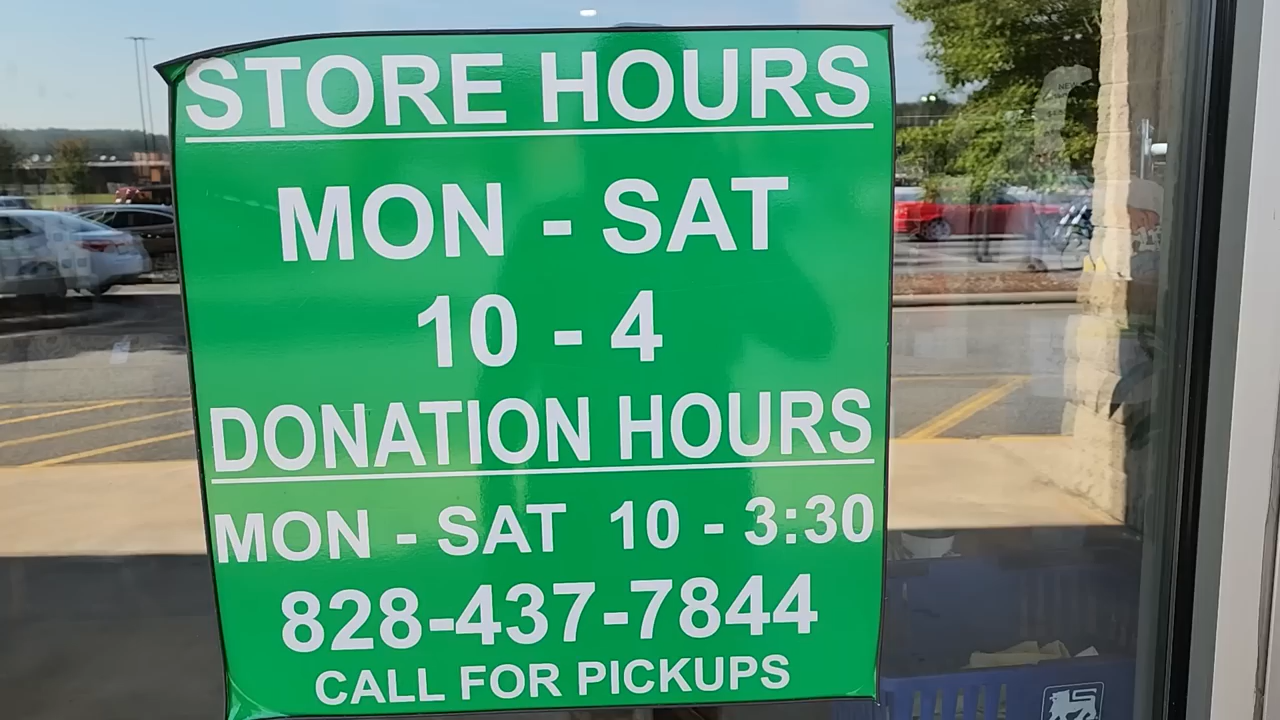 STORE HOURS
MON - SAT
10 - 4
DONATION HOURS
MON - SAT 10 - 3:30
828-437-7844
CALL FOR PICKUPS